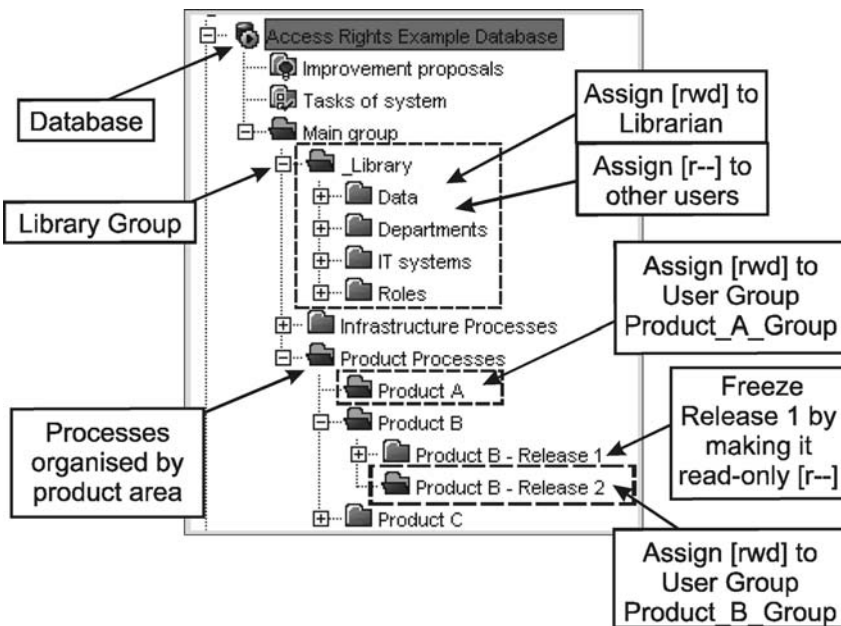 Access Rights Example Database
Improvement proposals
Tasks of system
Main group
_Library
Data
Departments
IT systems
Roles
Infrastructure Processes
Product Processes
Product A
Product B
Product B - Release 1
Product B - Release 2
Product C
Database
Library Group
Processes
organised by
product area
Assign [rwd] to
Librarian
Assign [r--] to
other users
Assign [rwd] to
User Group
Product_A_Group
Freeze
Release 1 by
making it
read-only [r--]
Assign [rwd] to
User Group
Product_B_Group